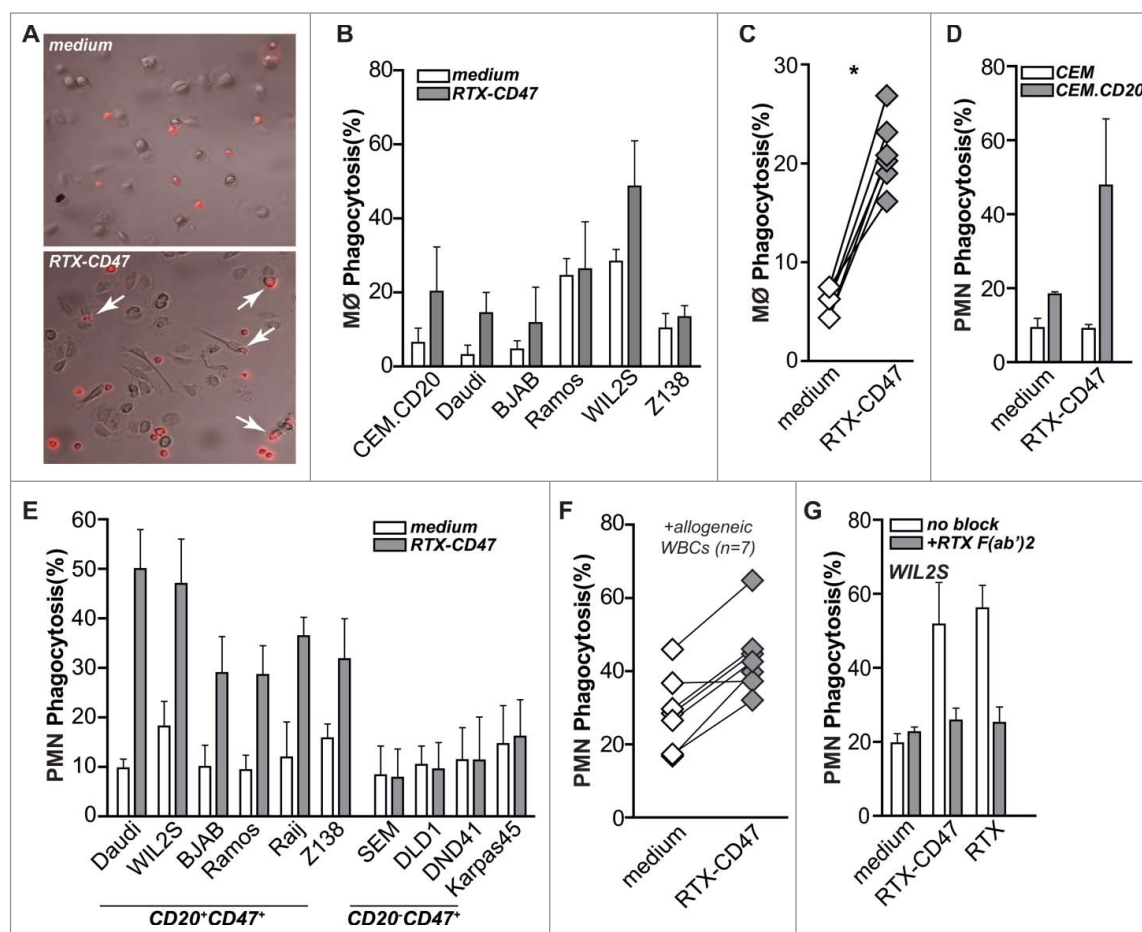 A
medium
RTX-CD47
B
MØ Phagocytosis(%)
80
60
40
20
0
medium
RTX-CD47
CEM.CD20
Daudi
BJAB
Ramos
WIL2S
Z138
C
MØ Phagocytosis(%)
30
20
10
0
*
medium
RTX-CD47
D
PMN Phagocytosis(%)
80
60
40
20
0
CEM
CEM.CD20
medium
RTX-CD47
E
PMN Phagocytosis(%)
60
50
40
30
20
10
0
medium
RTX-CD47
Daudi
WIL2S
BJAB
Ramos
Raij
Z138
SEM
DLD1
DND41
Karpas45
CD20+CD47+
CD20-CD47+
F
PMN Phagocytosis(%)
80
60
40
20
0
+allogeneic
WBCs (n=7)
medium
RTX-CD47
G
PMN Phagocytosis(%)
80
60
40
20
0
no block
+RTX F(ab')2
WIL2S
medium
RTX-CD47
RTX